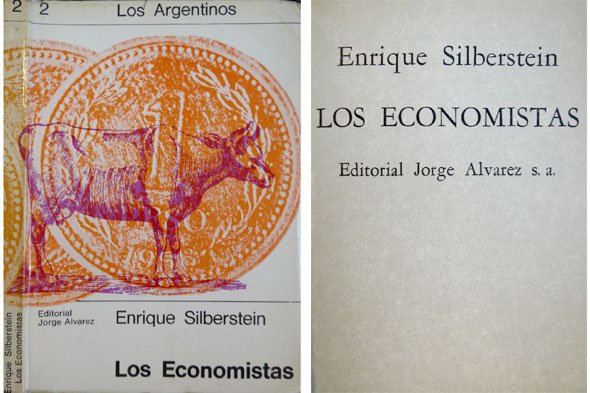 2
2
Los Argentinos
1
Editorial
Jorge Alvarez
Enrique Silberstein
Los Economistas
Enrique Silberstein
Los Economistas
Enrique Silberstein
LOS ECONOMISTAS
Editorial Jorge Alvarez s. a.